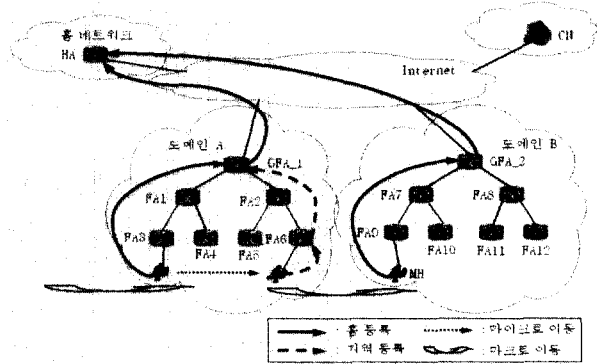 홈 네트워크
HA
CH
Internet
도메인 A
GFA_1
도메인 B
GFA_2
FA1
FA2
FA7
FA8
FA3
FA4
FA5
FA6
FA9
FA10
FA11
FA12
MH
: 홈 등록
: 마이크로 이동
: 지역 등록
: 마크로 이동